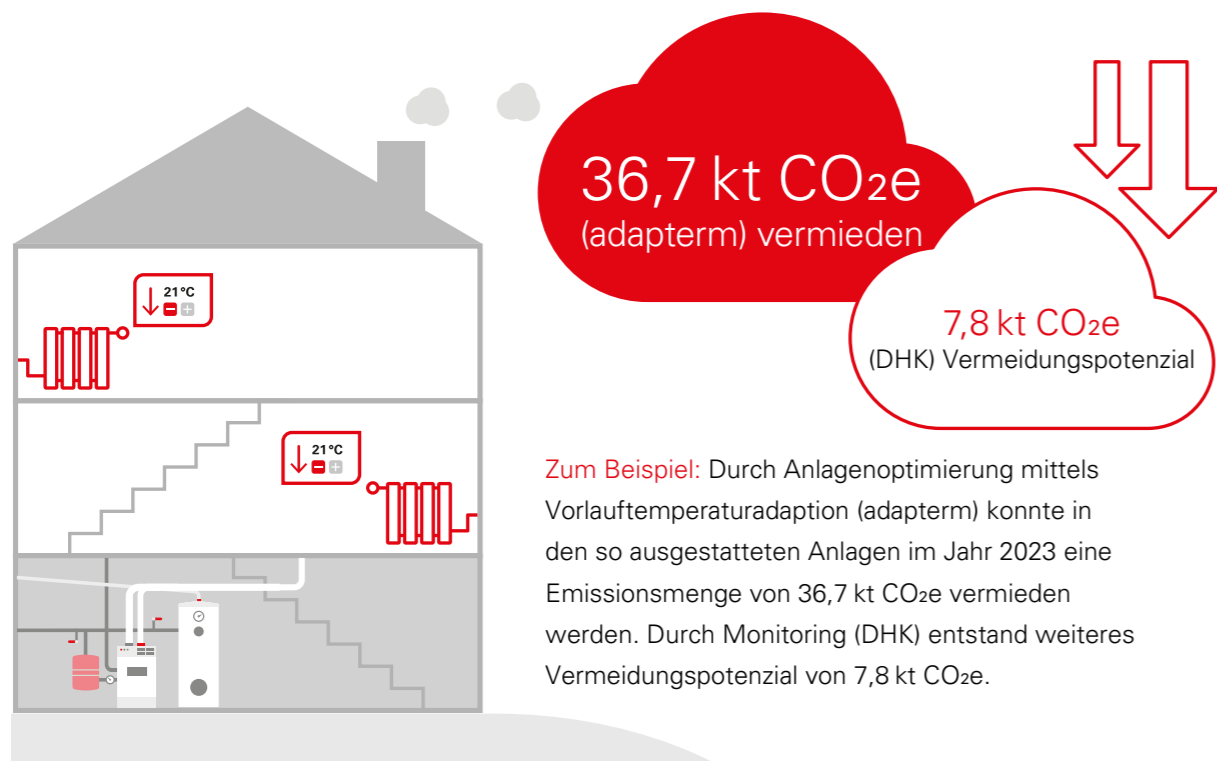 36,7 kt CO₂e
(adapterm) vermieden
7,8 kt CO₂e
(DHK) Vermeidungspotenzial
21°C
21°C
Zum Beispiel: Durch Anlagenoptimierung mittels
Vorlauftemperaturadaption (adapterm) konnte in
den so ausgestatteten Anlagen im Jahr 2023 eine
Emissionsmenge von 36,7 kt CO₂e vermieden
werden. Durch Monitoring (DHK) entstand weiteres
Vermeidungspotenzial von 7,8 kt CO₂e.